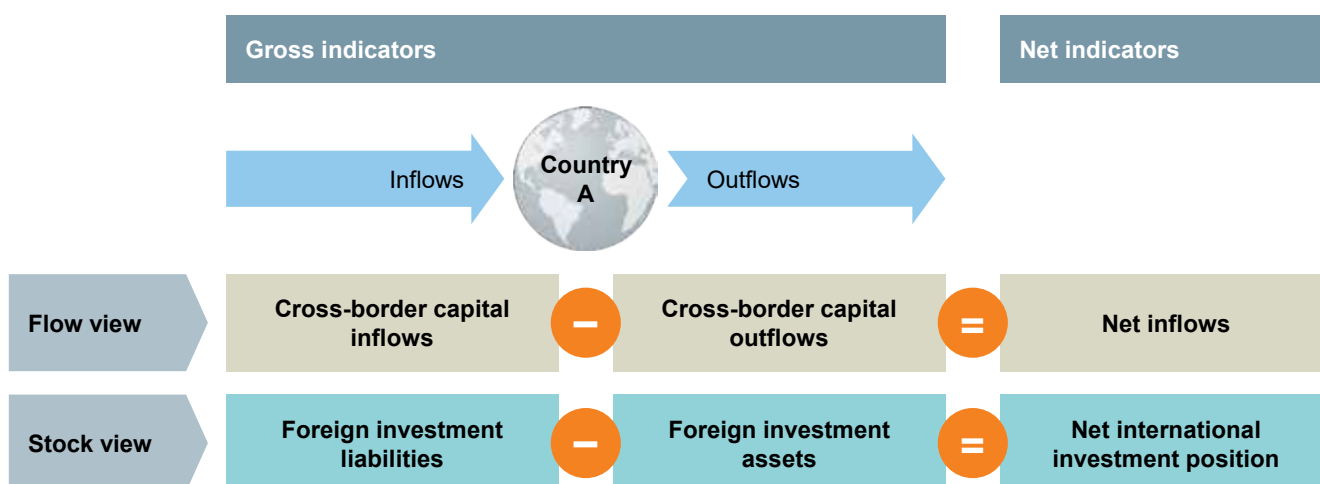 Gross indicators
Net indicators
Inflows
Country
A
Outflows
Flow view
Cross-border capital
inflows
–
Cross-border capital
outflows
=
Net inflows
Stock view
Foreign investment
liabilities
–
Foreign investment
assets
=
Net international
investment position